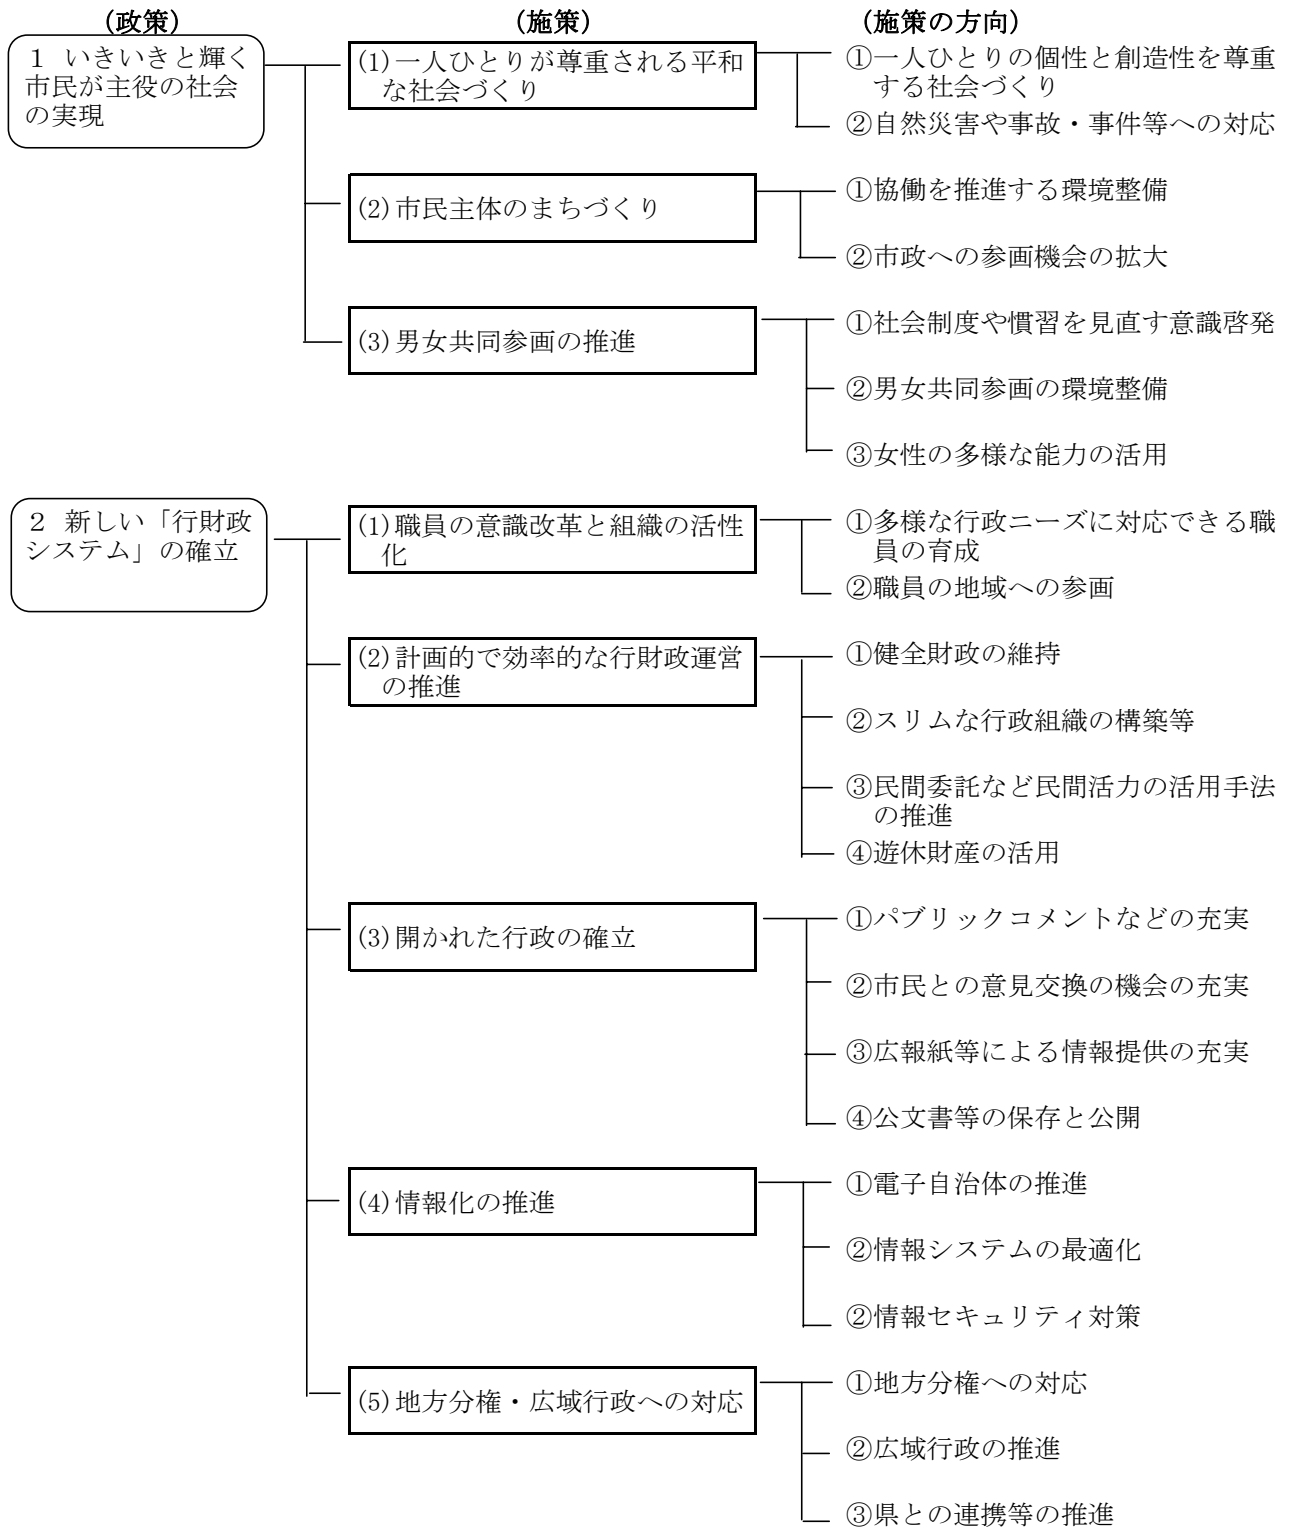 (政策)
(施策)
(施策の方向)
１ いきいきと輝く
市民が主役の社会
の実現
(1)一人ひとりが尊重される平和
な社会づくり
①一人ひとりの個性と創造性を尊重
する社会づくり
②自然災害や事故・事件等への対応
(2)市民主体のまちづくり
①協働を推進する環境整備
②市政への参画機会の拡大
(3)男女共同参画の推進
①社会制度や慣習を見直す意識啓発
②男女共同参画の環境整備
③女性の多様な能力の活用
２ 新しい「行財政
システム」の確立
(1)職員の意識改革と組織の活性
化
①多様な行政ニーズに対応できる職
員の育成
②職員の地域への参画
(2)計画的で効率的な行財政運営
の推進
①健全財政の維持
②スリムな行政組織の構築等
③民間委託など民間活力の活用手法
の推進
④遊休財産の活用
(3)開かれた行政の確立
①パブリックコメントなどの充実
②市民との意見交換の機会の充実
③広報紙等による情報提供の充実
④公文書等の保存と公開
(4)情報化の推進
①電子自治体の推進
②情報システムの最適化
②情報セキュリティ対策
(5)地方分権・広域行政への対応
①地方分権への対応
②広域行政の推進
③県との連携等の推進